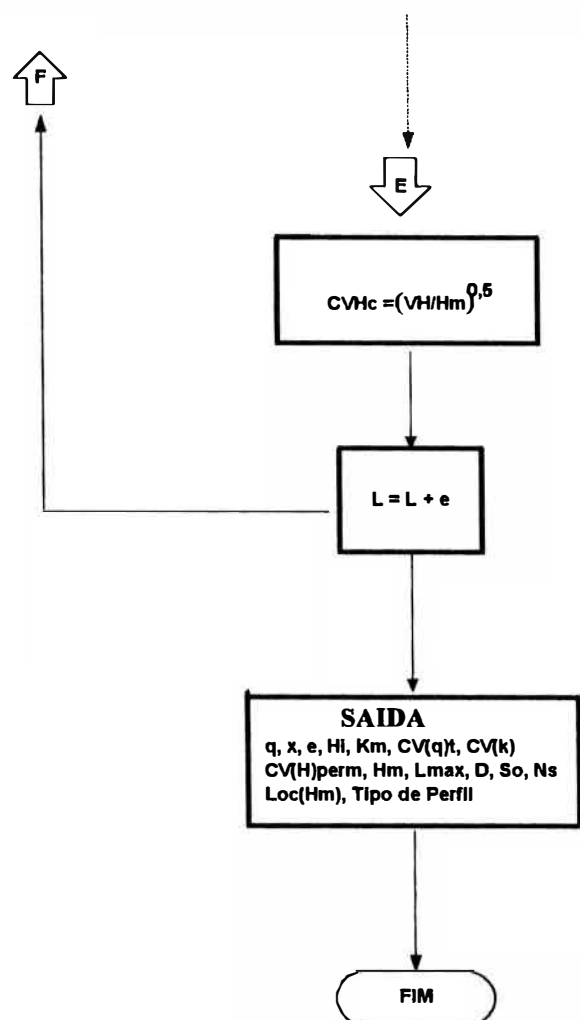 F
E
CVHc =(VH/Hm)^0,5
L = L + e
SAIDA
q, x, e, Hi, Km, CV(q)t, CV(k)
CV(H)perm, Hm, Lmax, D, So, Ns
Loc(Hm), Tipo de Perfil
FIM